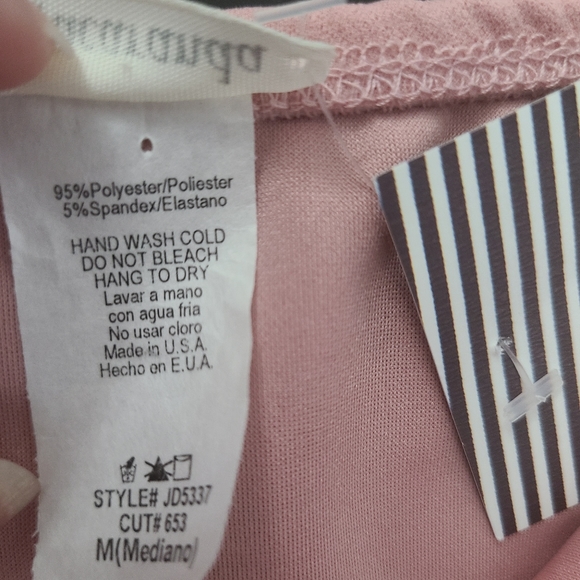 95%Polyester/Poliester
5%Spandex/Elastano
HAND WASH COLD
DO NOT BLEACH
HANG TO DRY
Lavar a mano
con agua fria
No usar cloro
Made in U.S.A.
Hecho en E.U.A.
STYLE# JD5337
CUT# 653
M(Mediano)